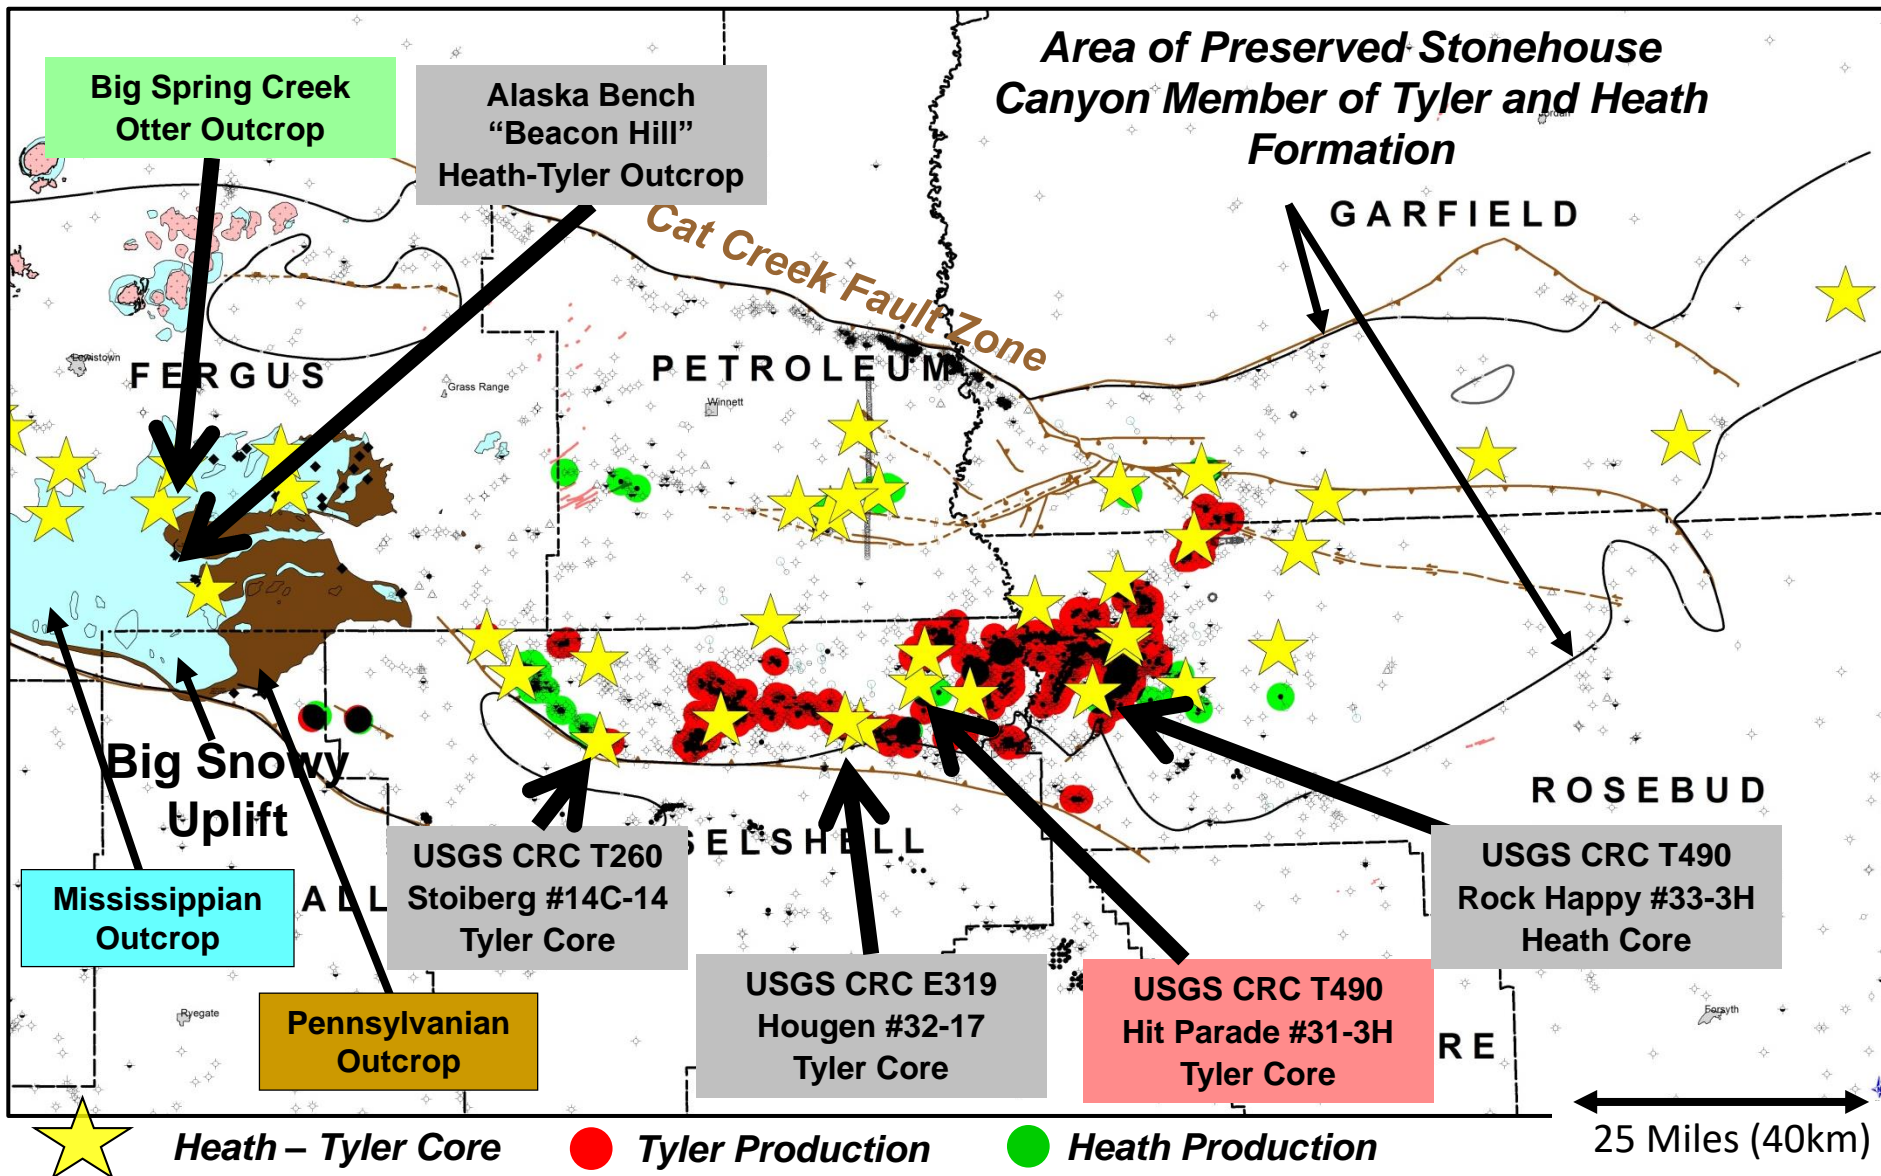 Big Spring Creek
Otter Outcrop
Alaska Bench
“Beacon Hill”
Heath-Tyler Outcrop
Area of Preserved Stonehouse
Canyon Member of Tyler and Heath
Formation
Jordan
GARFIELD
Cat Creek Fault Zone
Lewistown
FERGUS
Grass Range
PETROLEUM
Winnett
Big Snowy
Uplift
ROSEBUD
SELSHELL
USGS CRC T260
Stoiberg #14C-14
Tyler Core
USGS CRC T490
Rock Happy #33-3H
Heath Core
Mississippian
Outcrop
ALL
USGS CRC E319
Hougen #32-17
Tyler Core
USGS CRC T490
Hit Parade #31-3H
Tyler Core
Ryegate
Pennsylvanian
Outcrop
Forsyth
RE
Heath – Tyler Core
Tyler Production
Heath Production
25 Miles (40km)